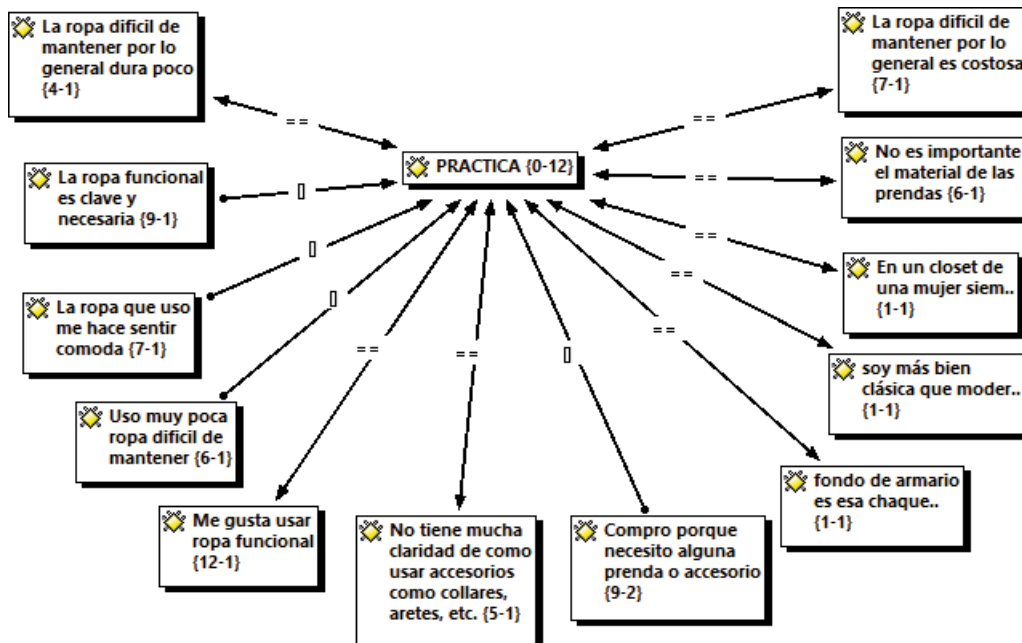 La ropa dificil de
mantener por lo
general dura poco
{4-1}
La ropa dificil de
mantener por lo
general es costosa
{7-1}
==
==
PRACTICA {0-12}
La ropa funcional
es clave y
necesaria {9-1}
[]
==
No es importante
el material de las
prendas {6-1}
La ropa que uso
me hace sentir
comoda {7-1}
[]
==
En un closet de
una mujer siem..
{1-1}
Uso muy poca
ropa dificil de
mantener {6-1}
[]
==
soy más bien
clásica que moder..
{1-1}
==
==
[]
==
Me gusta usar
ropa funcional
{12-1}
No tiene mucha
claridad de como
usar accesorios
como collares,
aretes, etc. {5-1}
Compro porque
necesito alguna
prenda o accesorio
{9-2}
fondo de armario
es esa chaque..
{1-1}